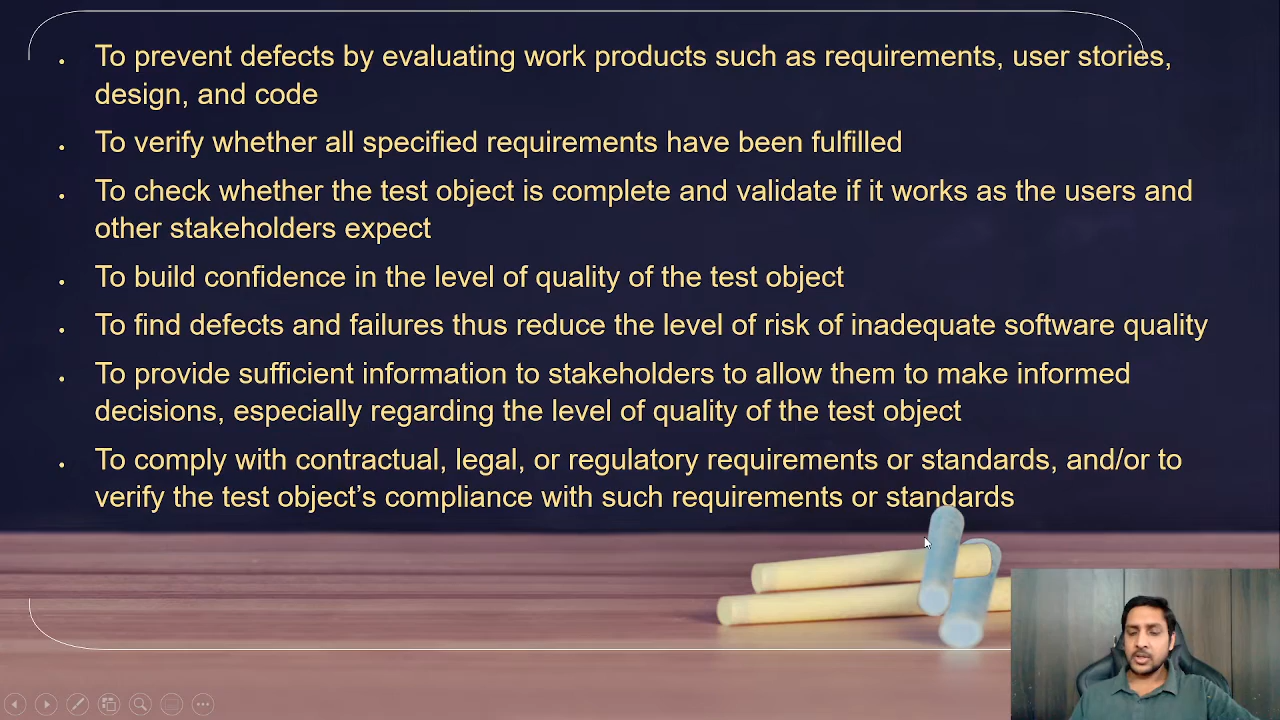 To prevent defects by evaluating work products such as requirements, user stories,
design, and code
To verify whether all specified requirements have been fulfilled
To check whether the test object is complete and validate if it works as the users and
other stakeholders expect
To build confidence in the level of quality of the test object
To find defects and failures thus reduce the level of risk of inadequate software quality
To provide sufficient information to stakeholders to allow them to make informed
decisions, especially regarding the level of quality of the test object
To comply with contractual, legal, or regulatory requirements or standards, and/or to
verify the test object’s compliance with such requirements or standards